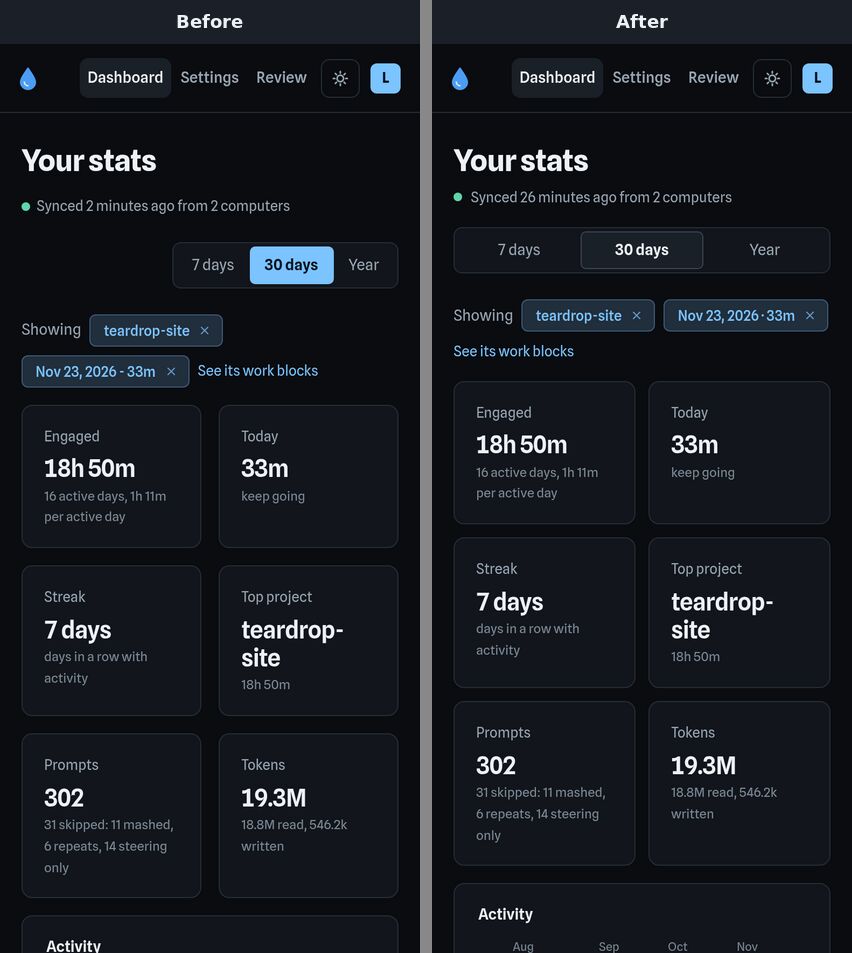 Before
Dashboard Settings Review L
Your stats
Synced 2 minutes ago from 2 computers
7 days 30 days Year
Showing teardrop-site ×
Nov 23, 2026 - 33m × See its work blocks
Engaged
18h 50m
16 active days, 1h 11m
per active day
Today
33m
keep going
Streak
7 days
days in a row with
activity
Top project
teardrop-
site
18h 50m
Prompts
302
31 skipped: 11 mashed,
6 repeats, 14 steering
only
Tokens
19.3M
18.8M read, 546.2k
written
Activity
After
Dashboard Settings Review L
Your stats
Synced 26 minutes ago from 2 computers
7 days 30 days Year
Showing teardrop-site × Nov 23, 2026 · 33m ×
See its work blocks
Engaged
18h 50m
16 active days, 1h 11m
per active day
Today
33m
keep going
Streak
7 days
days in a row with
activity
Top project
teardrop-
site
18h 50m
Prompts
302
31 skipped: 11 mashed,
6 repeats, 14 steering
only
Tokens
19.3M
18.8M read, 546.2k
written
Activity
Aug Sep Oct Nov